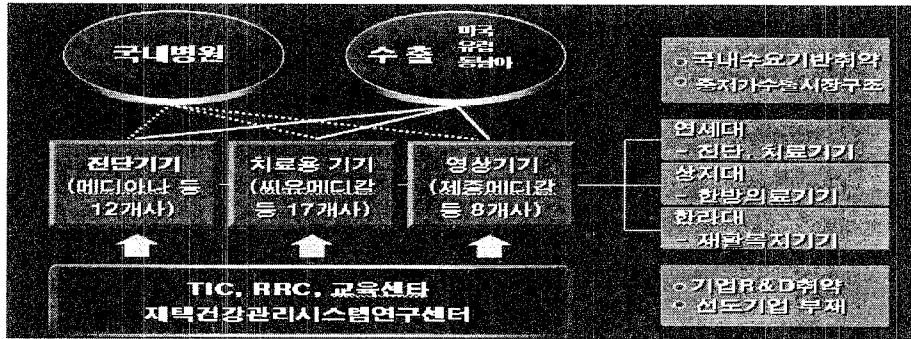 국내병원
수 출
미국
유럽
동남아
진단기기
(메디아나 등
12개사)
치료용 기기
(씨유메디칼
등 17개사)
영상기기
(제중메디칼
등 8개사)
TIC, RRC, 교육센타
재택건강관리시스템연구센터
o 국내수요기반취약
o 초저가수출시장구조
연세대
- 진단, 치료기기
상지대
- 한방의료기기
한라대
- 재활복지기기
o 기업R&D취약
o 선도기업 부재